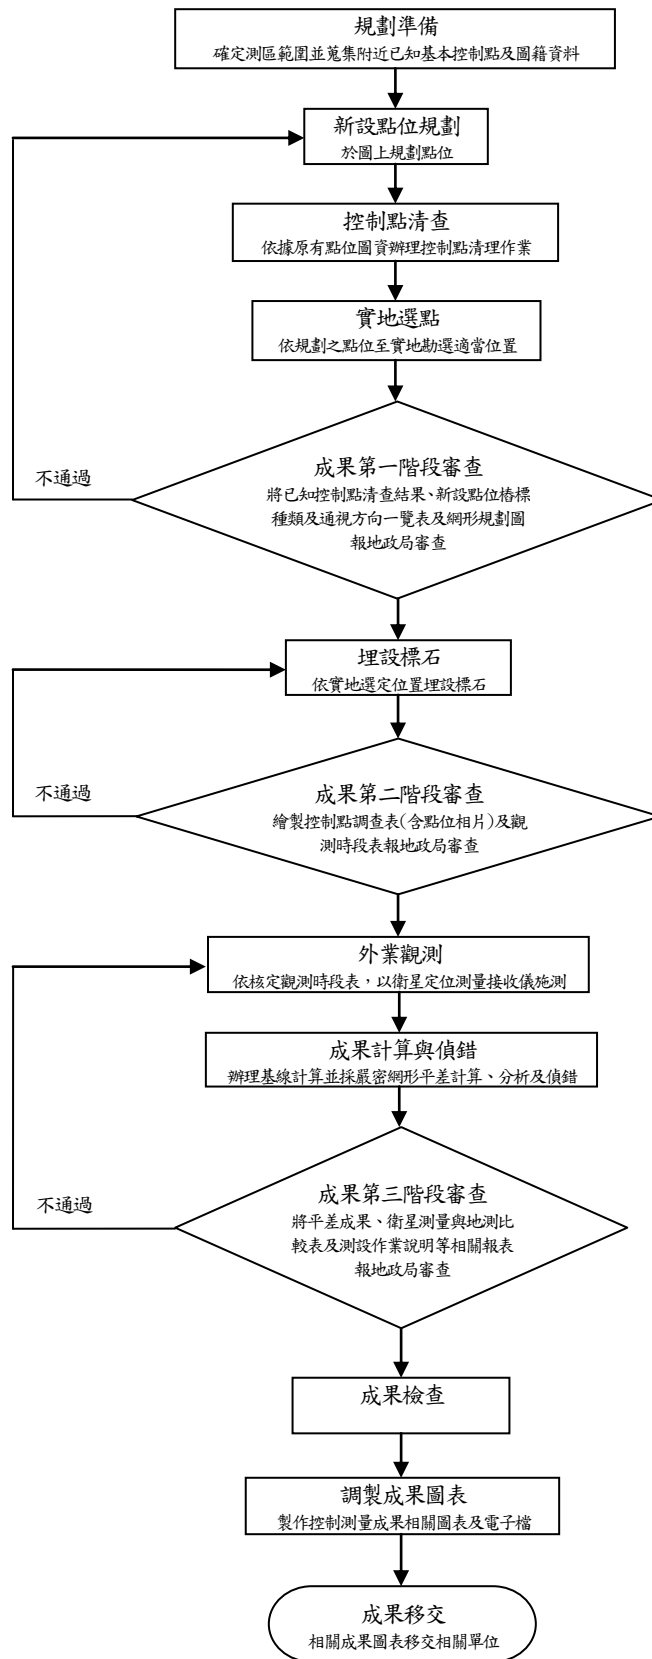 規劃準備
確定測區範圍並蒐集附近已知基本控制點及圖籍資料
新設點位規劃
於圖上規劃點位
控制點清查
依據原有點位圖資辦理控制點清理作業
實地選點
依規劃之點位至實地勘選適當位置
不通過
成果第一階段審查
將已知控制點清查結果、新設點位樁標
種類及通視方向一覽表及網形規劃圖
報地政局審查
埋設標石
依實地選定位置埋設標石
不通過
成果第二階段審查
繪製控制點調查表(含點位相片)及觀
測時段表報地政局審查
外業觀測
依核定觀測時段表，以衛星定位測量接收儀施測
成果計算與偵錯
辦理基線計算並採嚴密網形平差計算、分析及偵錯
不通過
成果第三階段審查
將平差成果、衛星測量與地測比
較表及測設作業說明等相關報表
報地政局審查
成果檢查
調製成果圖表
製作控制測量成果相關圖表及電子檔
成果移交
相關成果圖表移交相關單位